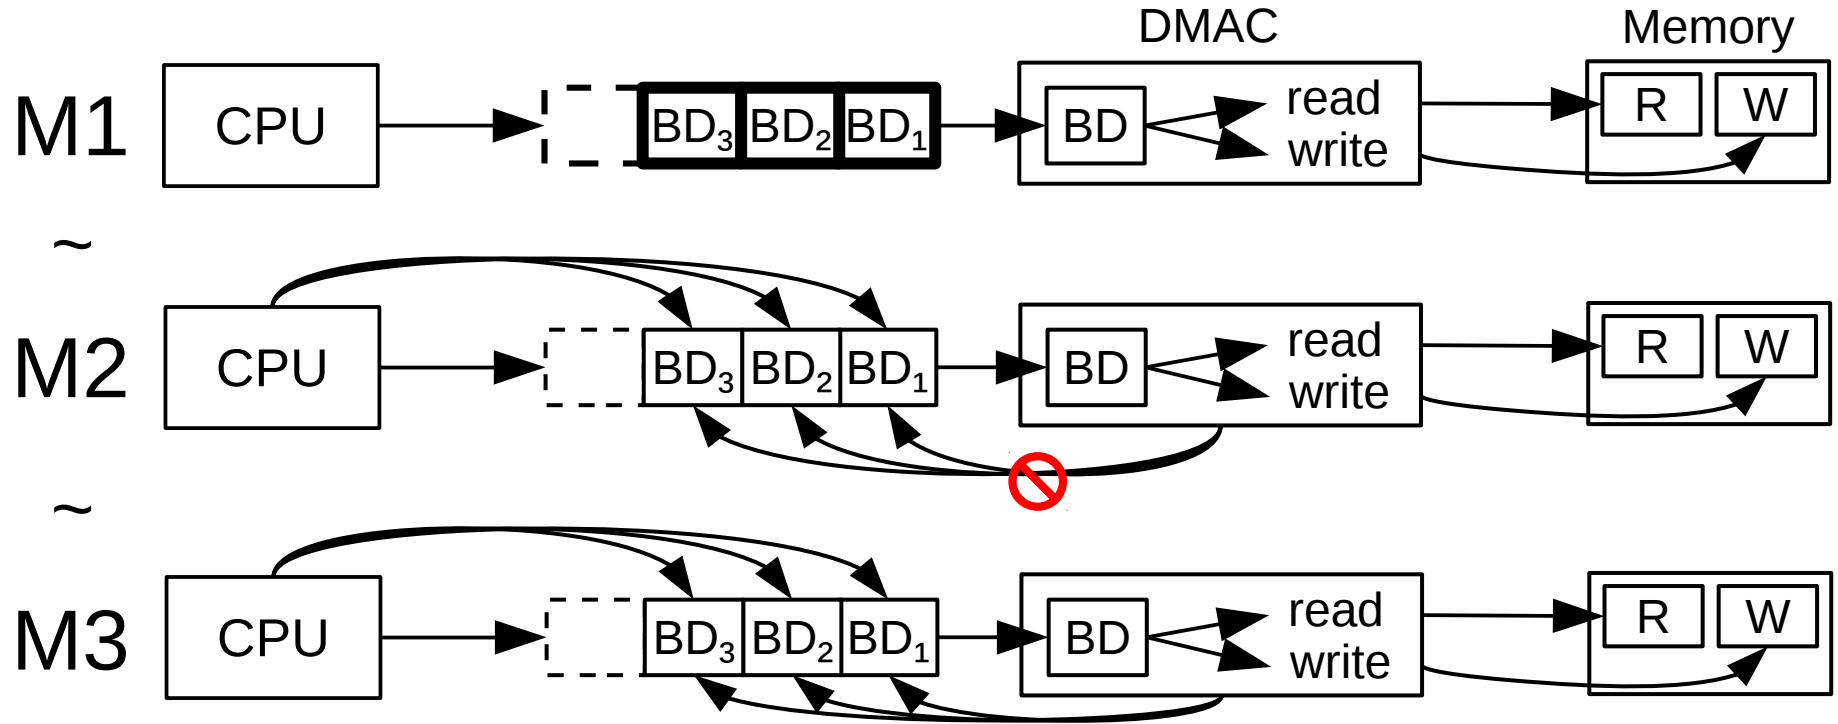 DMAC Memory
M1 CPU BD₃ BD₂ BD₁ BD read write R W
~
M2 CPU BD₃ BD₂ BD₁ BD read write R W
~
M3 CPU BD₃ BD₂ BD₁ BD read write R W